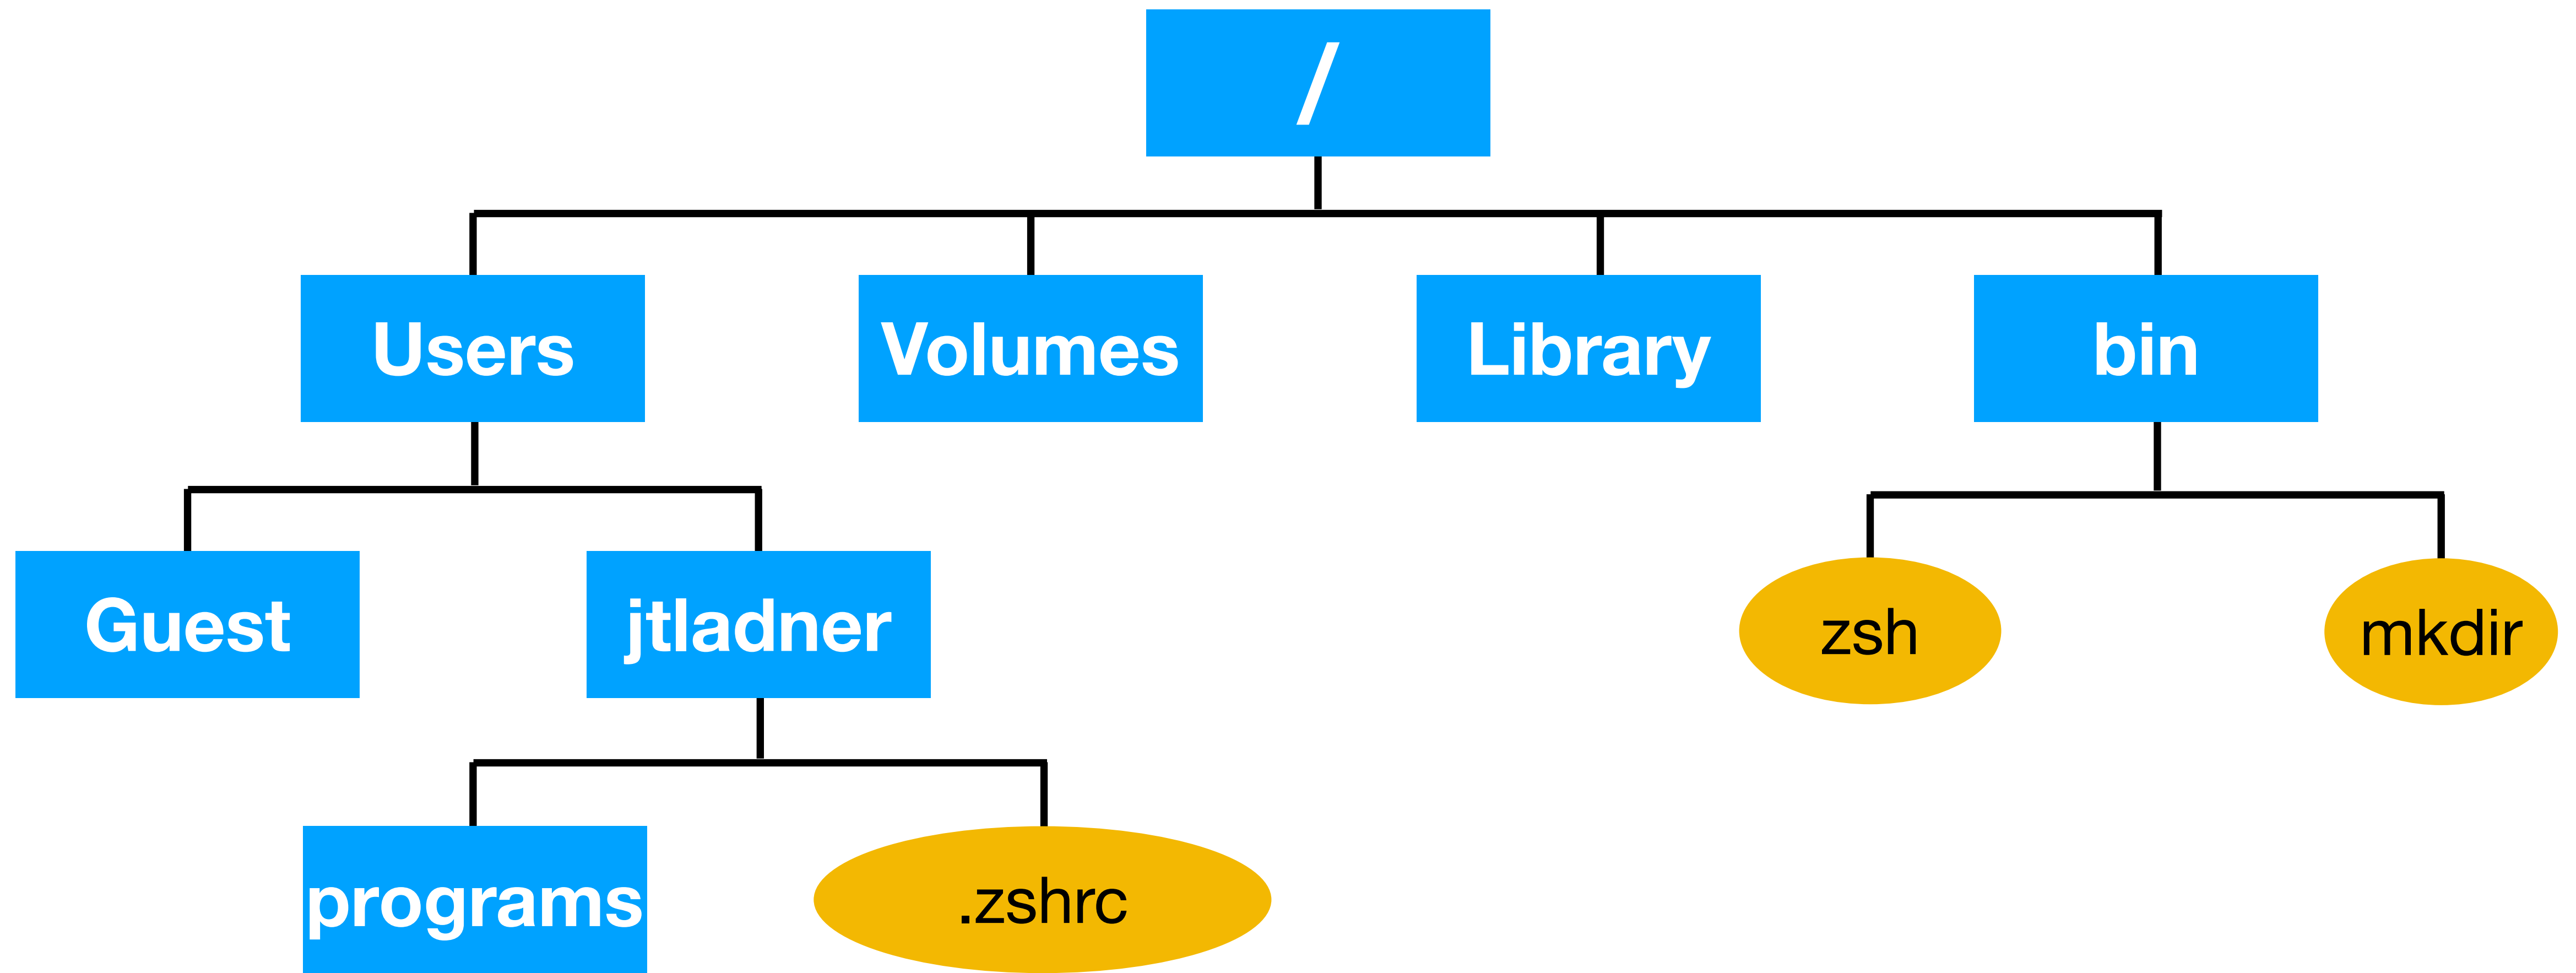 /
Users
Volumes
Library
bin
Guest
jtladner
zsh
mkdir
programs
.zshrc